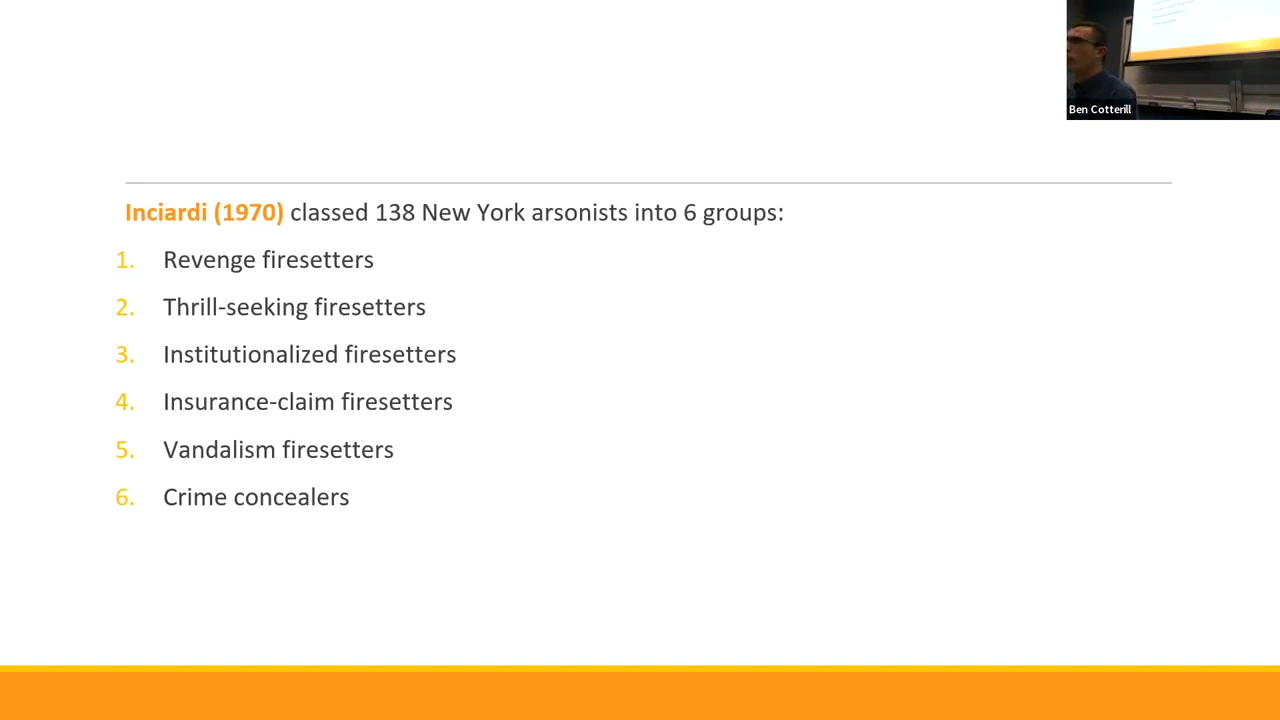 Ben Cotterill
Inciardi (1970) classed 138 New York arsonists into 6 groups:
1. Revenge firesetters
2. Thrill-seeking firesetters
3. Institutionalized firesetters
4. Insurance-claim firesetters
5. Vandalism firesetters
6. Crime concealers